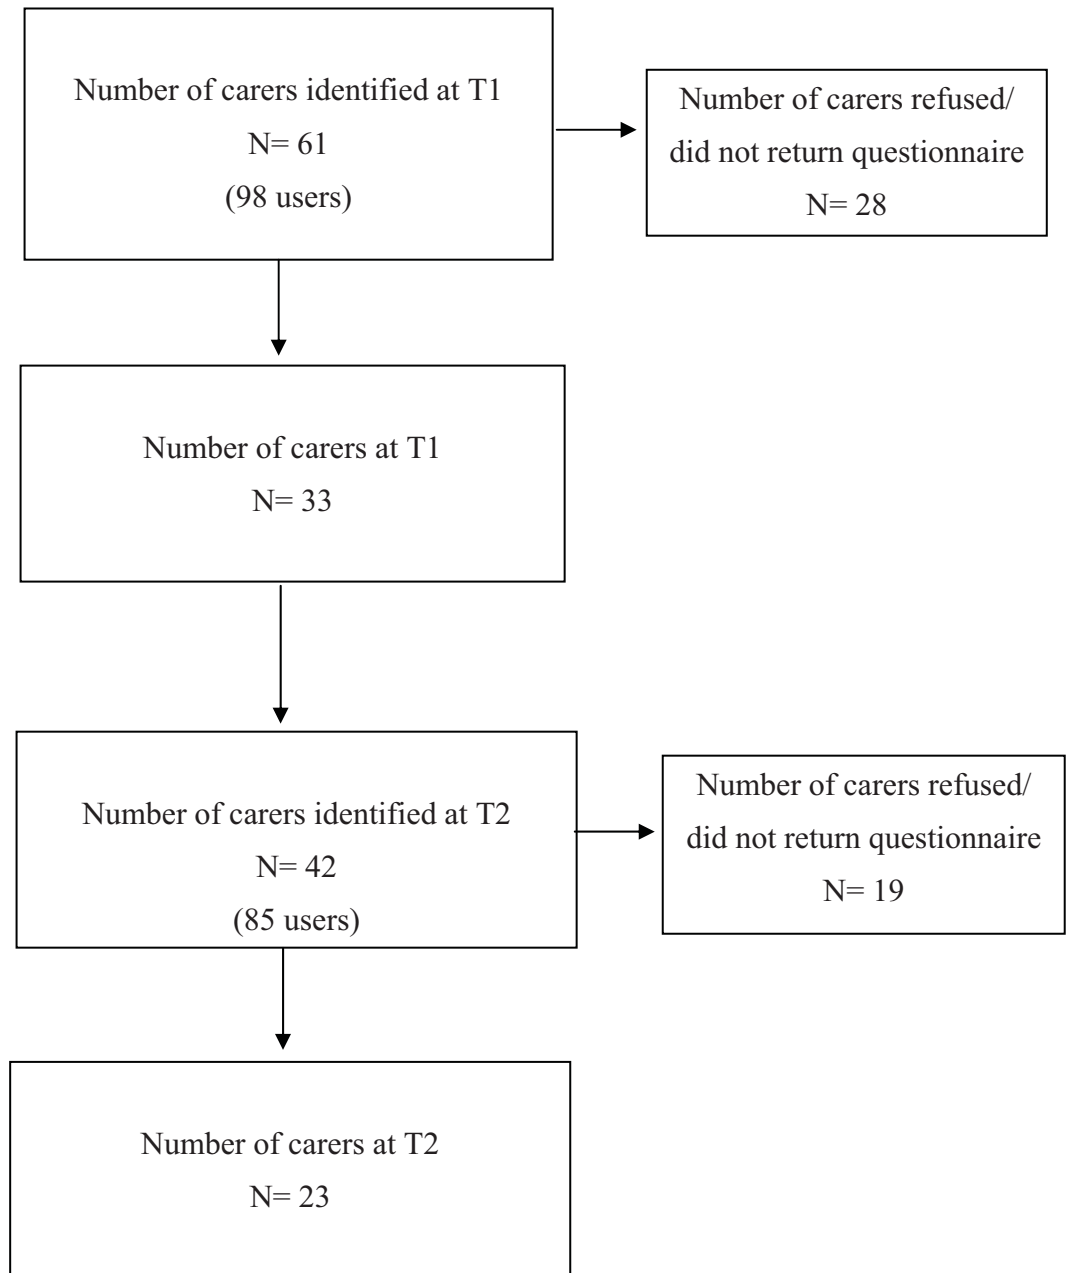 Number of carers identified at T1
N= 61
(98 users)
Number of carers refused/
did not return questionnaire
N= 28
Number of carers at T1
N= 33
Number of carers identified at T2
N= 42
(85 users)
Number of carers refused/
did not return questionnaire
N= 19
Number of carers at T2
N= 23